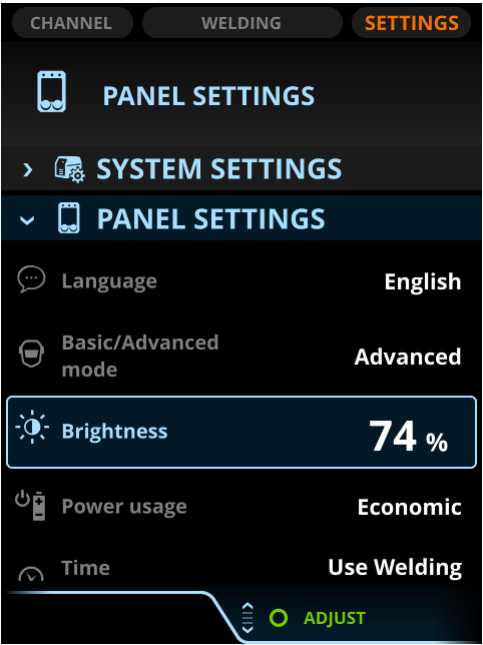 CHANNEL WELDING SETTINGS
PANEL SETTINGS
SYSTEM SETTINGS
PANEL SETTINGS
Language English
Basic/Advanced
mode Advanced
Brightness 74 %
Power usage Economic
Time Use Welding
ADJUST